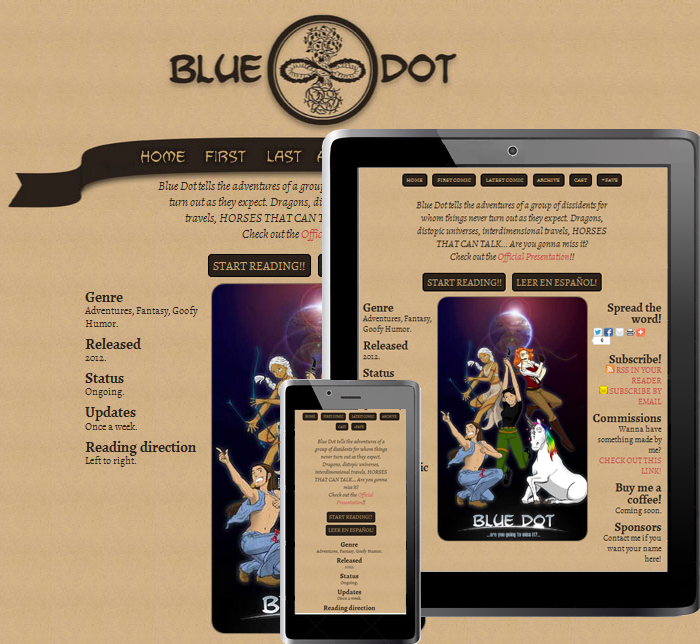 BLUE DOT
HOME FIRST LAST
Blue Dot tells the adventures of a group
turn out as they expect. Dragons,
travels, HORSES THAT CAN
Check out the
START READING!!
Genre
Adventures, Fantasy, Goofy
Humor.
Released
2012.
Status
Ongoing.
Updates
Once a week.
Reading direction
Left to right.
HOME FIRST COMIC LATEST COMIC ARCHIVE CAST +FAVE
Blue Dot tells the adventures of a group of dissidents for
whom things never turn out as they expect. Dragons,
distopic universes, interdimensional travels, HORSES
THAT CAN TALK... Are you gonna miss it?
Check out the Official Presentation!!
START READING!! LEER EN ESPAÑOL!
Genre
Adventures, Fantasy,
Goofy Humor.
Released
2012.
Status
BLUE DOT
...are you going to miss it?...
Spread the
word!
6
Subscribe!
RSS IN YOUR
READER
SUBSCRIBE BY
EMAIL
Commissions
Wanna have
something made by
me?
CHECK OUT THIS
LINK!
Buy me a
coffee!
Coming soon.
Sponsors
Contact me if you
want your name
here!
HOME FIRST COMIC LATEST COMIC ARCHIVE
CAST +FAVE
Blue Dot tells the adventures of a
group of dissidents for whom things
never turn out as they expect.
Dragons, distopic universes,
interdimensional travels, HORSES
THAT CAN TALK... Are you gonna
miss it?
Check out the Official
Presentation!!
START READING!!
LEER EN ESPAÑOL!
Genre
Adventures, Fantasy, Goofy Humor.
Released
2012.
Status
Ongoing.
Updates
Once a week.
Reading direction